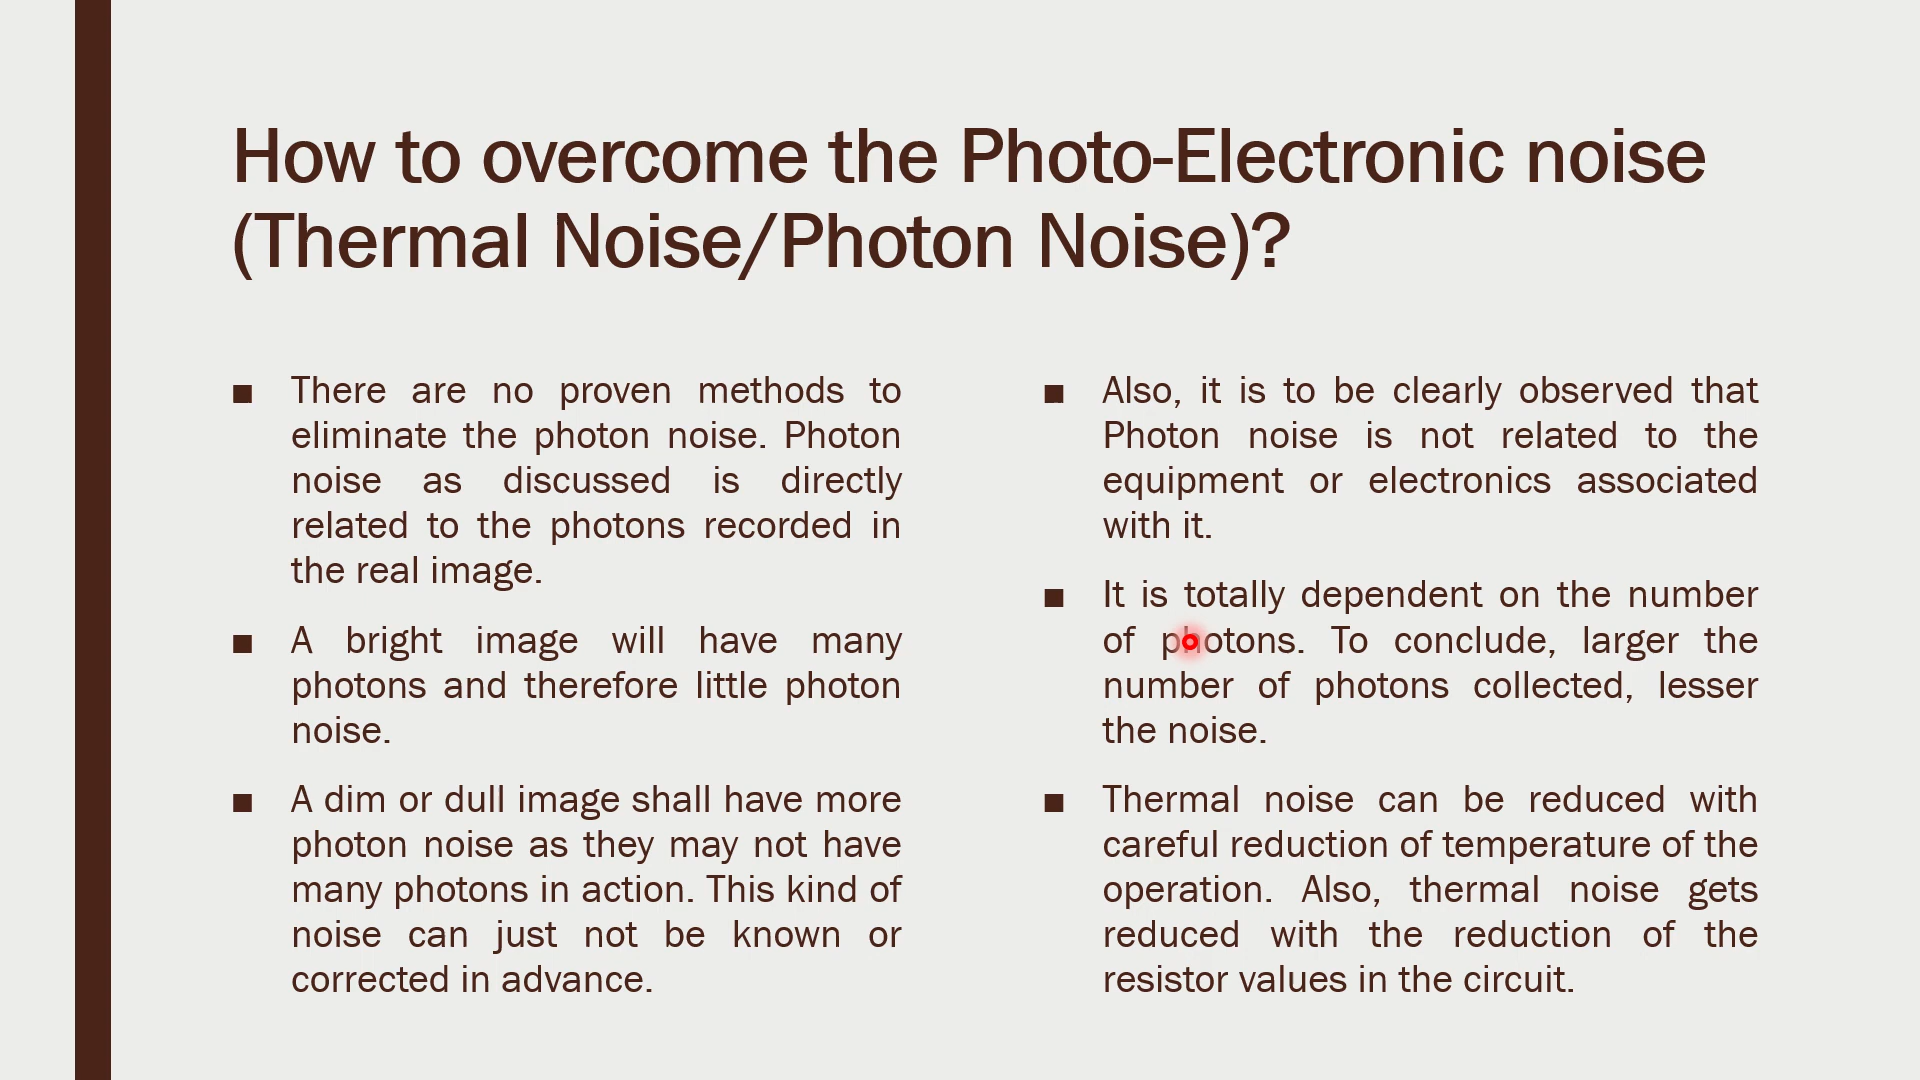 How to overcome the Photo-Electronic noise
(Thermal Noise/Photon Noise)?
■ There are no proven methods to
eliminate the photon noise. Photon
noise as discussed is directly
related to the photons recorded in
the real image.
■ A bright image will have many
photons and therefore little photon
noise.
■ A dim or dull image shall have more
photon noise as they may not have
many photons in action. This kind of
noise can just not be known or
corrected in advance.
■ Also, it is to be clearly observed that
Photon noise is not related to the
equipment or electronics associated
with it.
■ It is totally dependent on the number
of photons. To conclude, larger the
number of photons collected, lesser
the noise.
■ Thermal noise can be reduced with
careful reduction of temperature of the
operation. Also, thermal noise gets
reduced with the reduction of the
resistor values in the circuit.